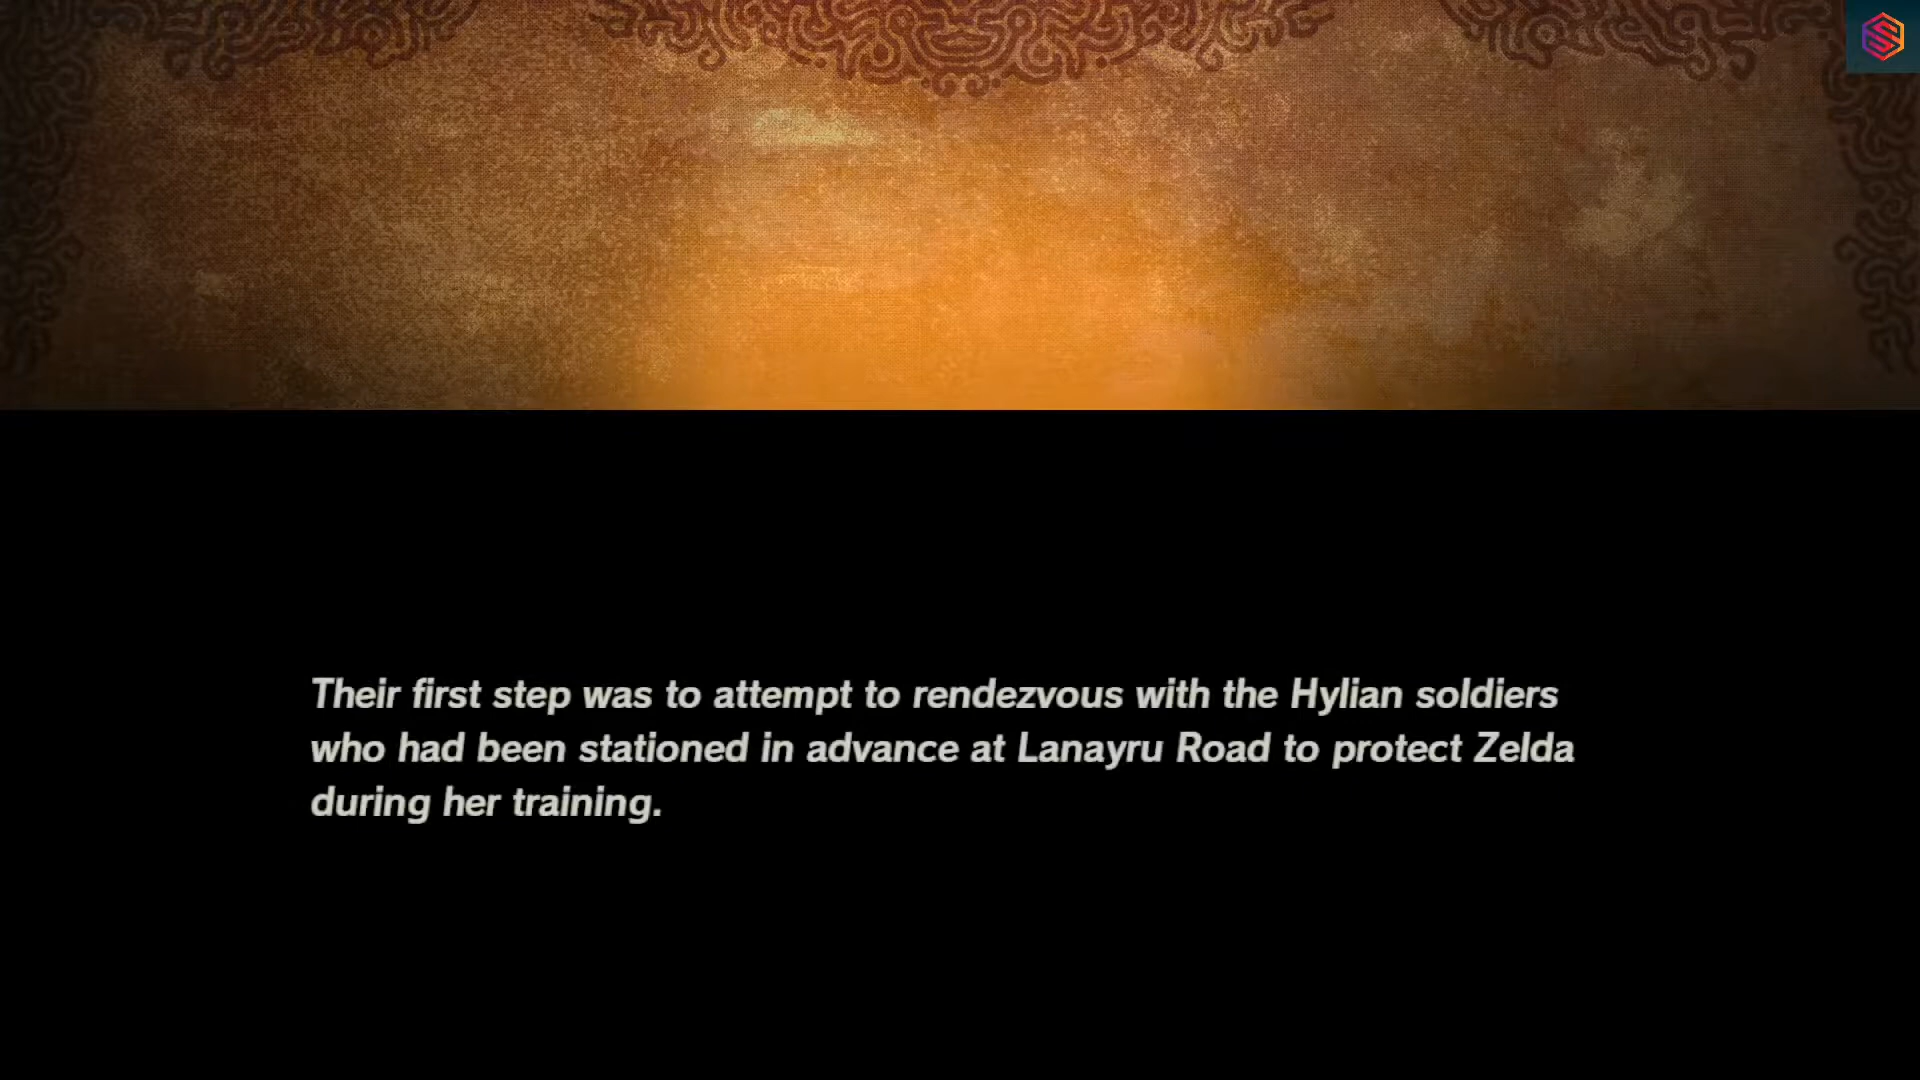 Their first step was to attempt to rendezvous with the Hylian soldiers
who had been stationed in advance at Lanayru Road to protect Zelda
during her training.